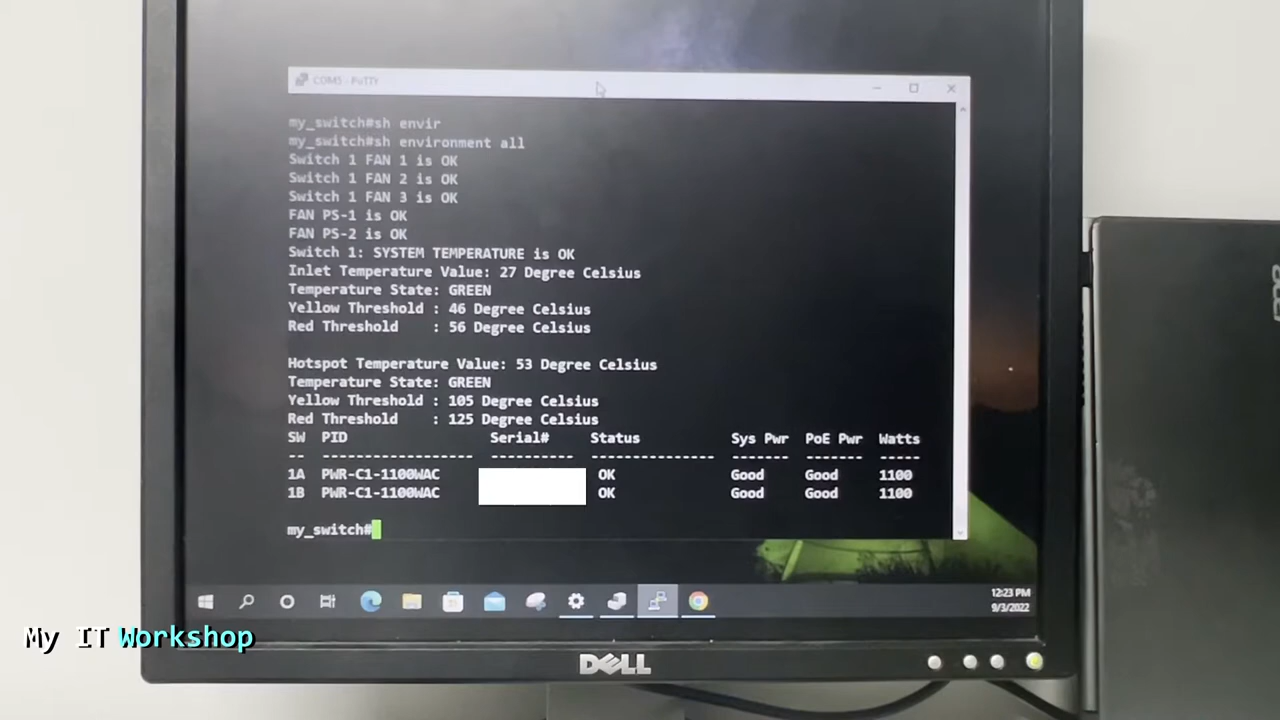 COM5 - PuTTY
my_switch#sh envir
my_switch#sh environment all
Switch 1 FAN 1 is OK
Switch 1 FAN 2 is OK
Switch 1 FAN 3 is OK
FAN PS-1 is OK
FAN PS-2 is OK
Switch 1: SYSTEM TEMPERATURE is OK
Inlet Temperature Value: 27 Degree Celsius
Temperature State: GREEN
Yellow Threshold : 46 Degree Celsius
Red Threshold    : 56 Degree Celsius
Hotspot Temperature Value: 53 Degree Celsius
Temperature State: GREEN
Yellow Threshold : 105 Degree Celsius
Red Threshold    : 125 Degree Celsius
SW  PID                 Serial#     Status           Sys Pwr  PoE Pwr  Watts
--  ------------------  ----------  ---------------  -------  -------  -----
1A  PWR-C1-1100WAC                  OK               Good     Good     1100
1B  PWR-C1-1100WAC                  OK               Good     Good     1100
my_switch#
12:23 PM
9/3/2022
My IT Workshop
DELL